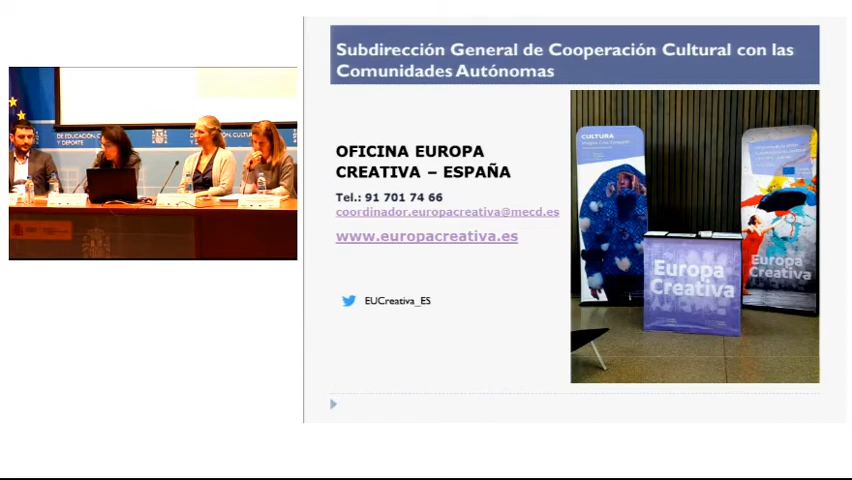 Subdirección General de Cooperación Cultural con las
Comunidades Autónomas
DE EDUCACIÓN, CULTURA
Y DEPORTE
OFICINA EUROPA
CREATIVA – ESPAÑA
Tel.: 91 701 74 66
coordinador.europacreativa@mecd.es
www.europacreativa.es
EUCreativa_ES
CULTURA
Europa
Creativa
Europa
Creativa